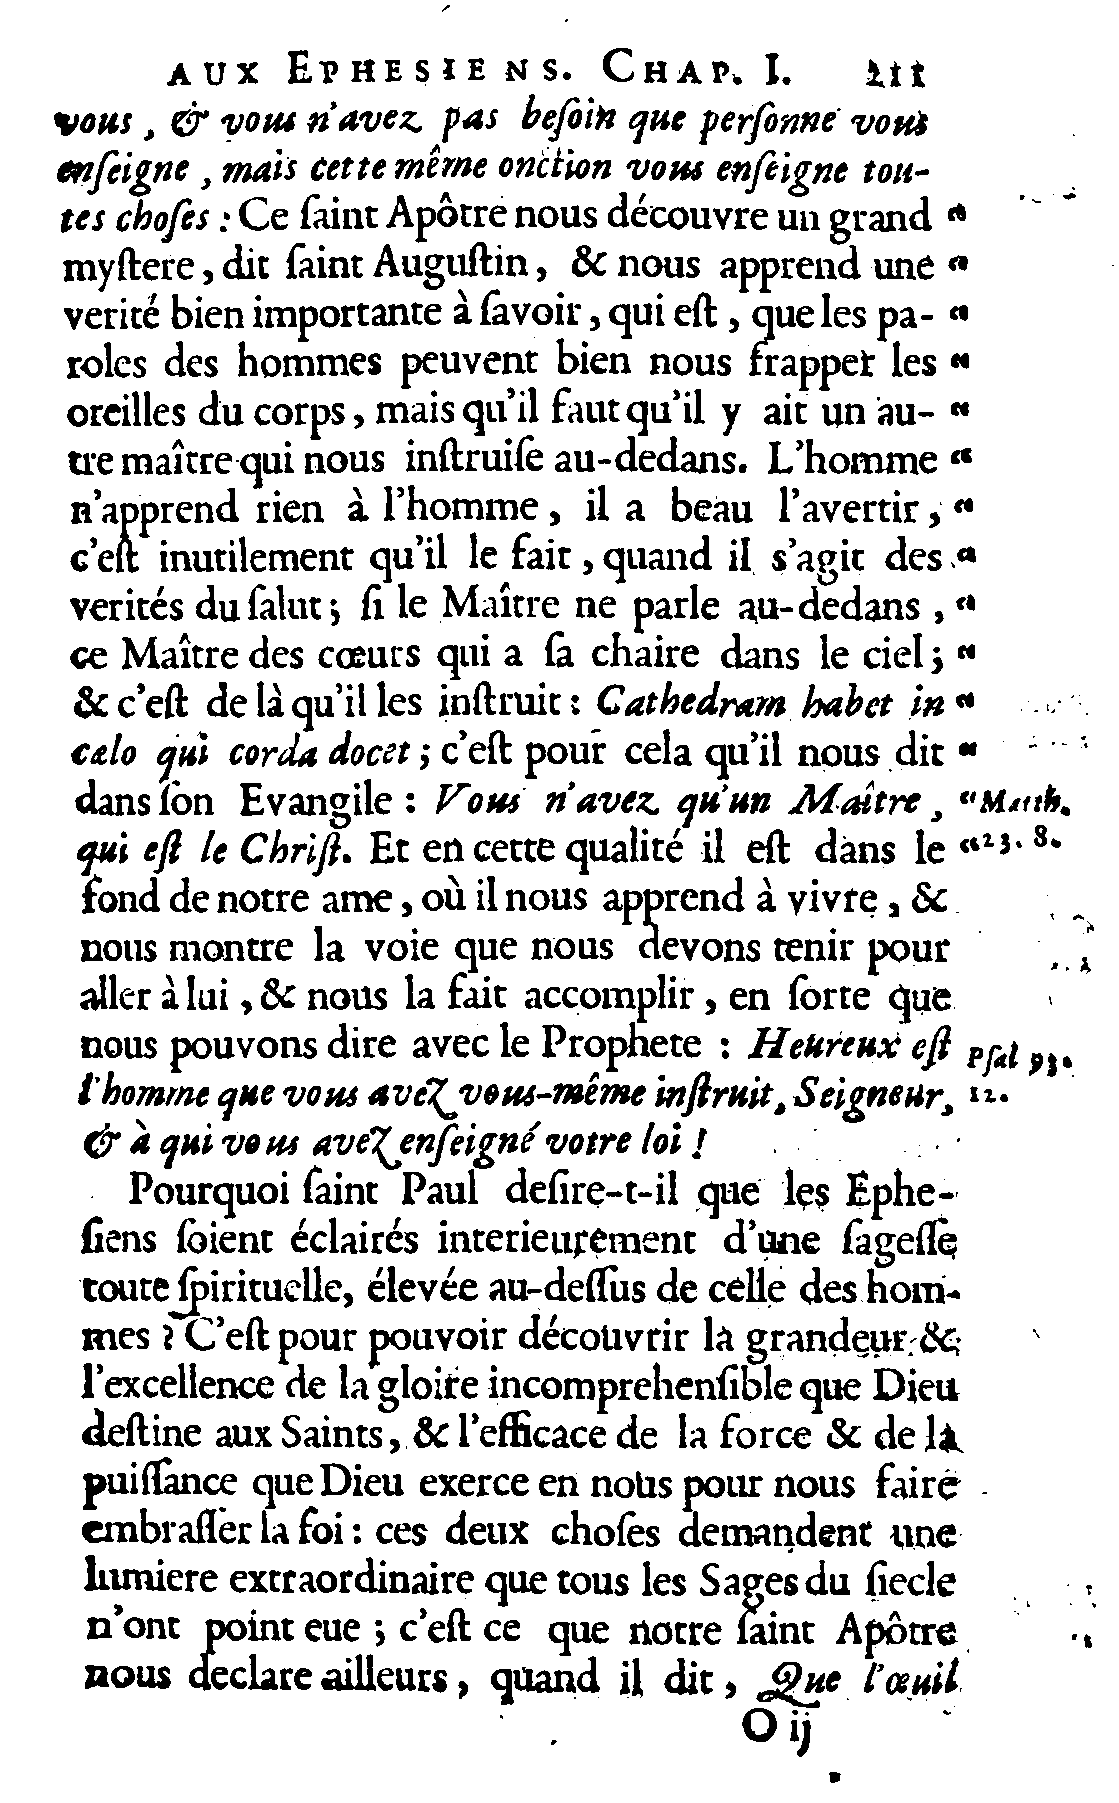 AUX EPHESIENS. CHAP. I. 211
vous, & vous n'avez pas beſoin que perſonne vous
enſeigne, mais cette même onction vous enſeigne tou-
tes choſes : Ce ſaint Apôtre nous découvre un grand “
myſtere, dit ſaint Auguſtin, & nous apprend une “
verité bien importante à ſavoir, qui eſt, que les pa- “
roles des hommes peuvent bien nous frapper les “
oreilles du corps, mais qu'il faut qu'il y ait un au- “
tre maître qui nous inſtruiſe au-dedans. L'homme “
n'apprend rien à l'homme, il a beau l'avertir, “
c'eſt inutilement qu'il le fait, quand il s'agit des “
verités du ſalut; ſi le Maître ne parle au-dedans, “
ce Maître des cœurs qui a ſa chaire dans le ciel; “
& c'eſt de là qu'il les inſtruit : Cathedram habet in “
cælo qui corda docet; c'eſt pour cela qu'il nous dit “
dans ſon Evangile : Vous n'avez qu'un Maître, “ Matth.
qui eſt le Chriſt. Et en cette qualité il eſt dans le “ 23. 8.
fond de notre ame, où il nous apprend à vivre, &
nous montre la voie que nous devons tenir pour
aller à lui, & nous la fait accomplir, en ſorte que
nous pouvons dire avec le Prophete : Heureux eſt Pſal 93.
l'homme que vous avez vous-même inſtruit, Seigneur, 12.
& à qui vous avez enſeigné votre loi !
Pourquoi ſaint Paul deſire-t-il que les Ephe-
ſiens ſoient éclairés interieurement d'une ſageſſe
toute ſpirituelle, élevée au-deſſus de celle des hom-
mes ? C'eſt pour pouvoir découvrir la grandeur &
l'excellence de la gloire incomprehenſible que Dieu
deſtine aux Saints, & l'efficace de la force & de la
puiſſance que Dieu exerce en nous pour nous faire
embraſſer la foi : ces deux choſes demandent une
lumiere extraordinaire que tous les Sages du ſiecle
n'ont point eue ; c'eſt ce que notre ſaint Apôtre
nous declare ailleurs, quand il dit, Que l'œuil
O ij